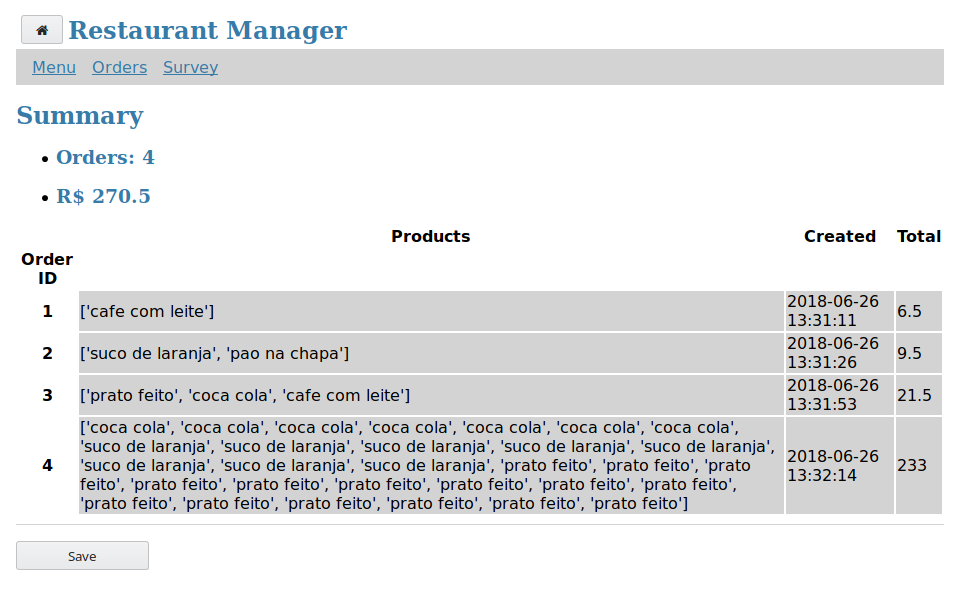 Restaurant Manager
Menu Orders Survey
Summary
• Orders: 4
• R$ 270.5
Products Created Total
Order
ID
1 ['cafe com leite'] 2018-06-26 13:31:11 6.5
2 ['suco de laranja', 'pao na chapa'] 2018-06-26 13:31:26 9.5
3 ['prato feito', 'coca cola', 'cafe com leite'] 2018-06-26 13:31:53 21.5
4 ['coca cola', 'coca cola', 'coca cola', 'coca cola', 'coca cola', 'coca cola', 'coca cola',
'suco de laranja', 'suco de laranja', 'suco de laranja', 'suco de laranja', 'suco de laranja',
'suco de laranja', 'suco de laranja', 'suco de laranja', 'prato feito', 'prato feito', 'prato
feito', 'prato feito', 'prato feito', 'prato feito', 'prato feito', 'prato feito', 'prato feito',
'prato feito', 'prato feito', 'prato feito', 'prato feito', 'prato feito', 'prato feito'] 2018-06-26 13:32:14 233
Save